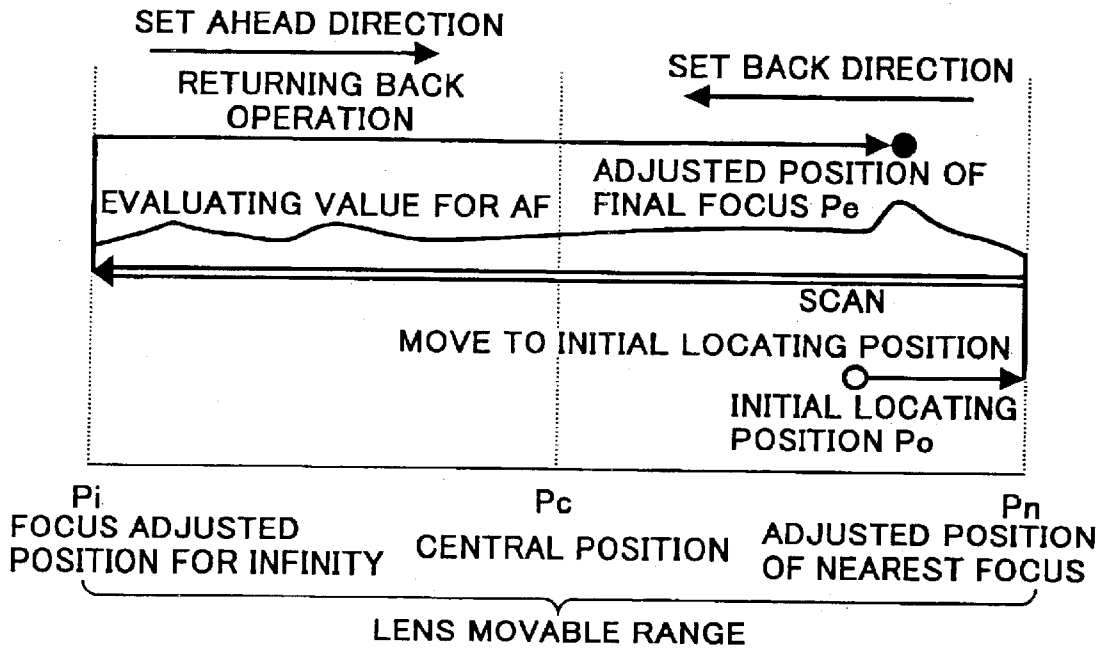 SET AHEAD DIRECTION
SET BACK DIRECTION
RETURNING BACK
OPERATION
ADJUSTED POSITION OF
FINAL FOCUS Pe
EVALUATING VALUE FOR AF
SCAN
MOVE TO INITIAL LOCATING POSITION
INITIAL LOCATING
POSITION Po
Pi
FOCUS ADJUSTED
POSITION FOR INFINITY
Pc
CENTRAL POSITION
Pn
ADJUSTED POSITION
OF NEAREST FOCUS
LENS MOVABLE RANGE